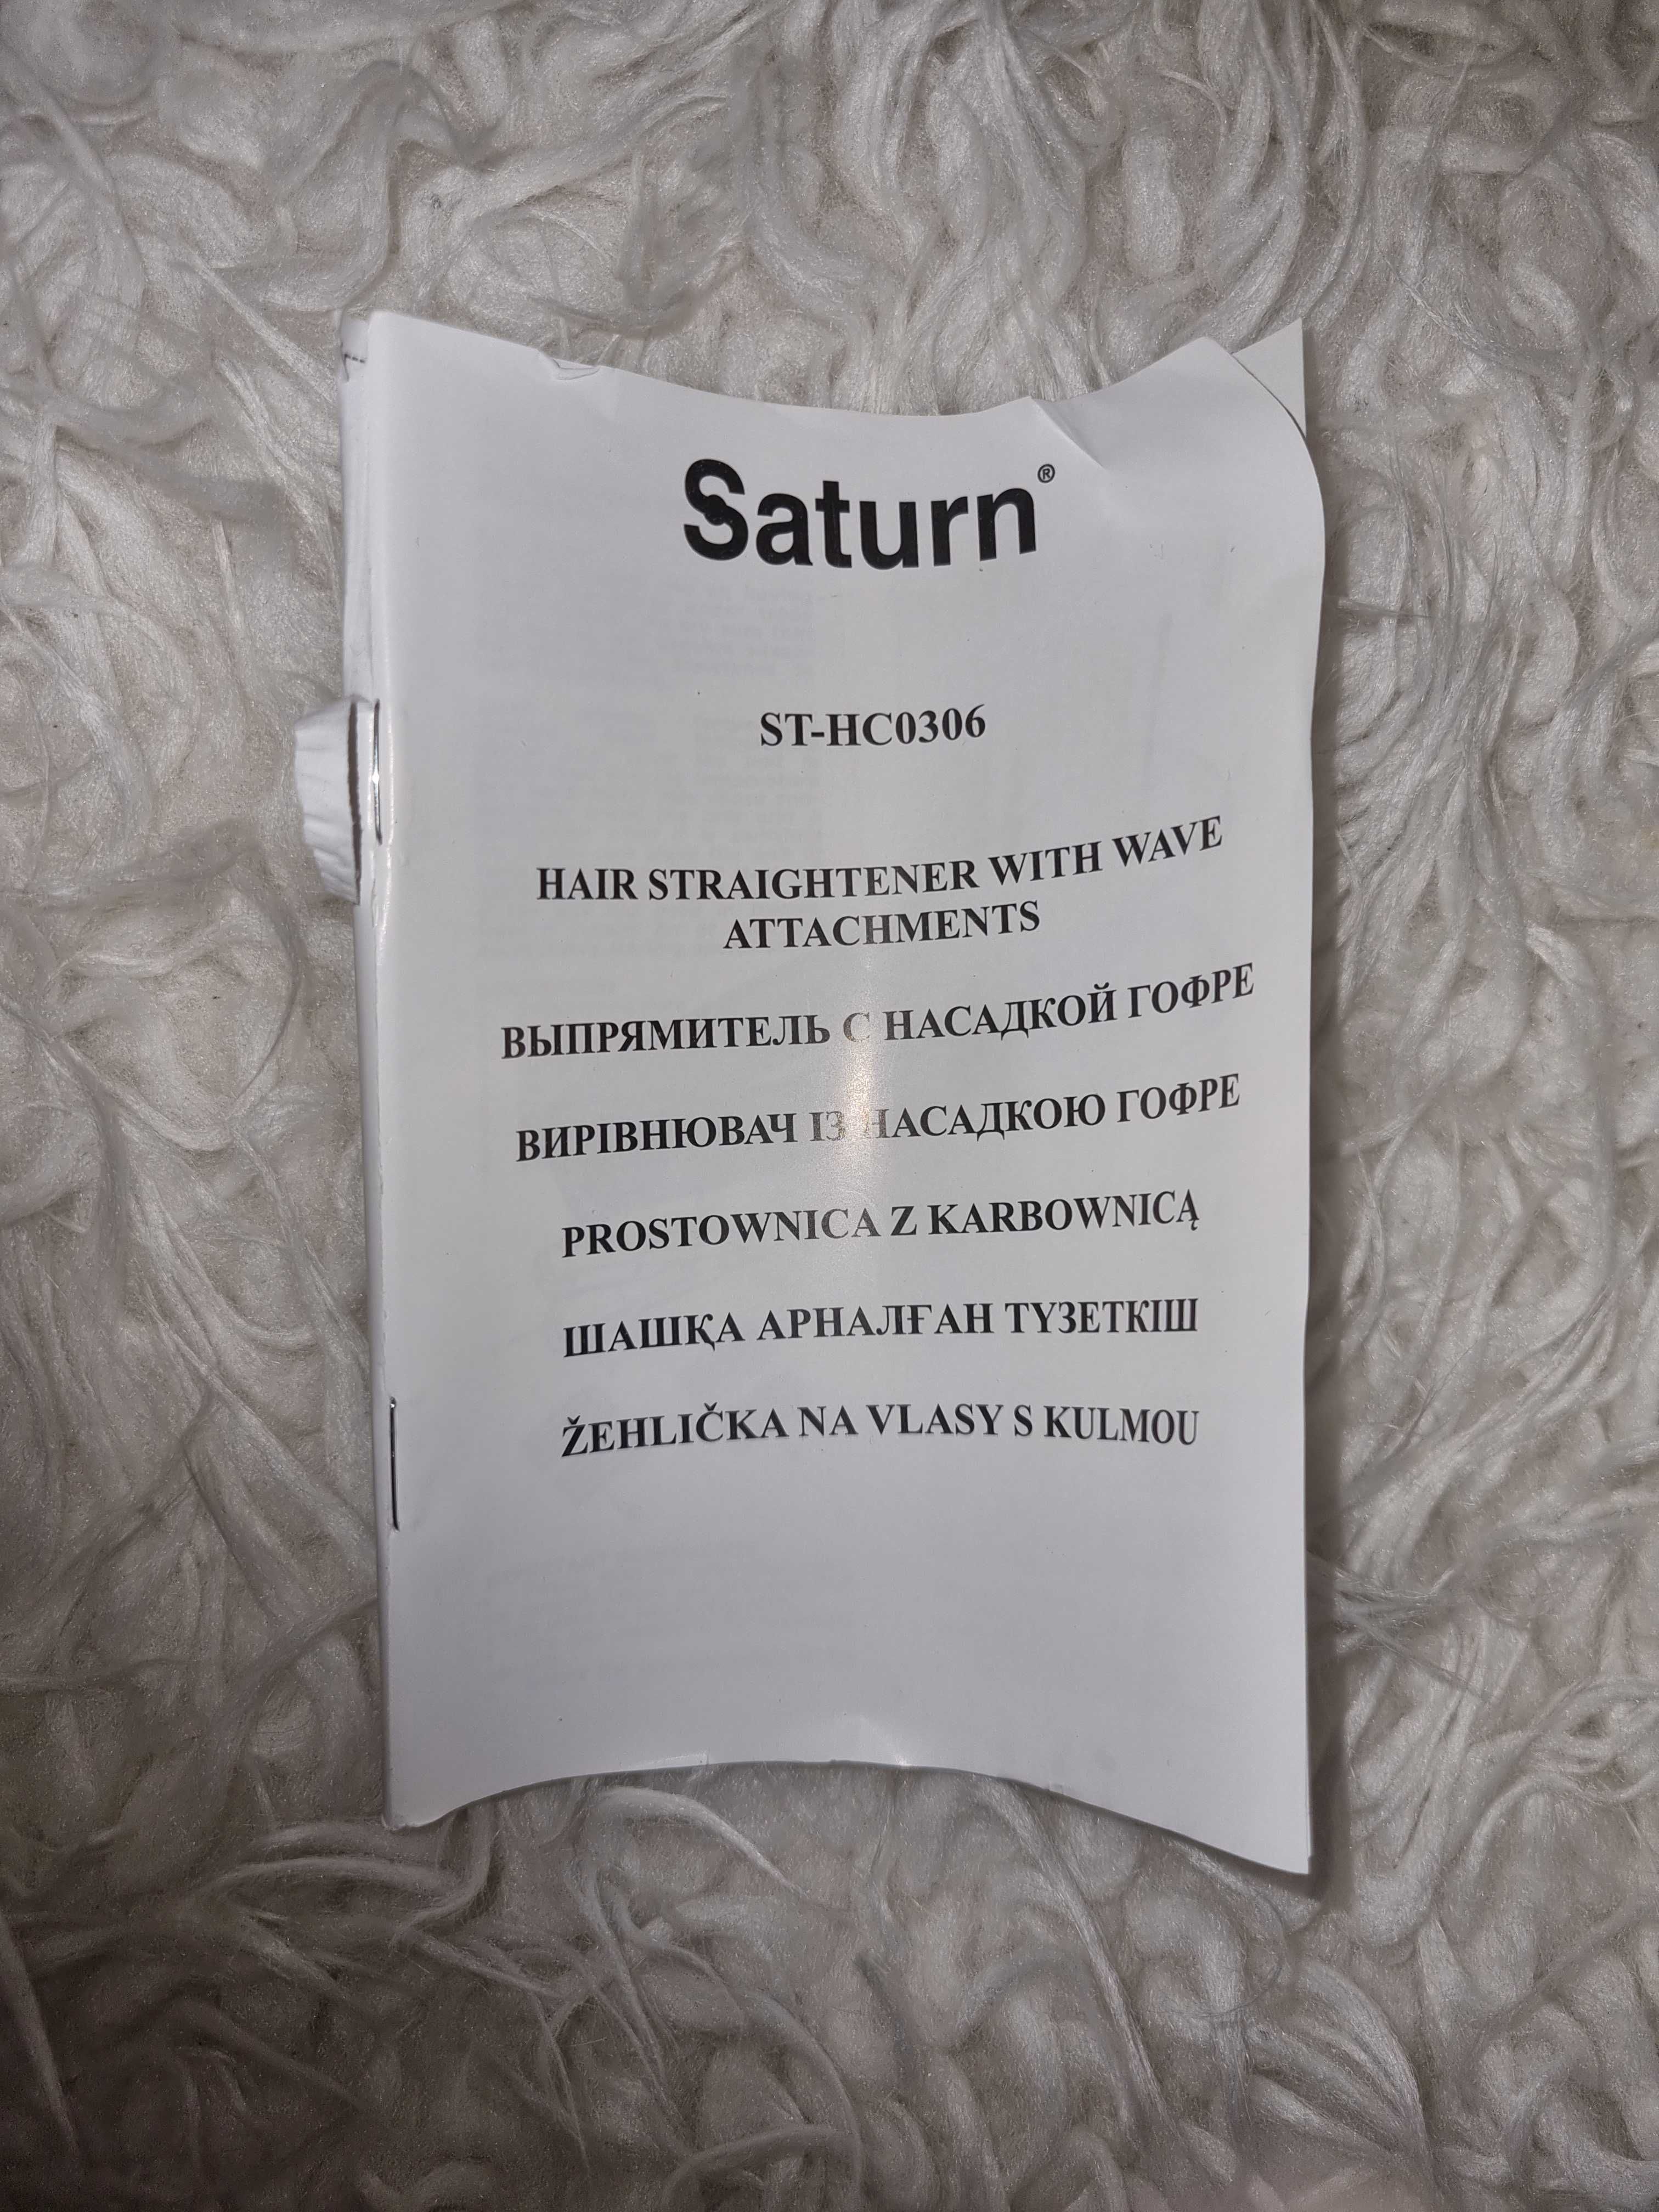 Saturn®
ST-HC0306
HAIR STRAIGHTENER WITH WAVE
ATTACHMENTS
ВЫПРЯМИТЕЛЬ С НАСАДКОЙ ГОФРЕ
ВИРІВНЮВАЧ ІЗ НАСАДКОЮ ГОФРЕ
PROSTOWNICA Z KARBOWNICĄ
ШАШҚА АРНАЛҒАН ТҮЗЕТКІШ
ŽEHLIČKA NA VLASY S KULMOU